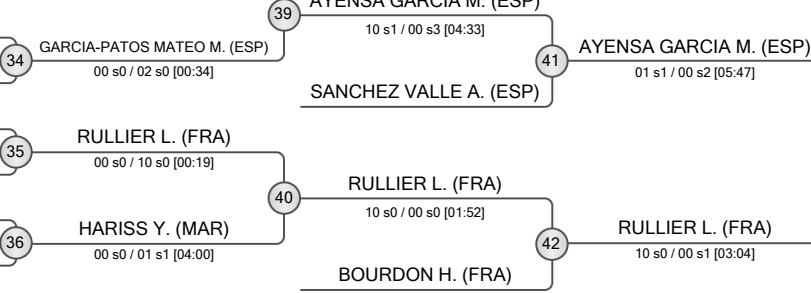 39
AYENSA GARCIA M. (ESP)
10 s1 / 00 s3 [04:33]
34
GARCIA-PATOS MATEO M. (ESP)
00 s0 / 02 s0 [00:34]
41
AYENSA GARCIA M. (ESP)
01 s1 / 00 s2 [05:47]
SANCHEZ VALLE A. (ESP)
35
RULLIER L. (FRA)
00 s0 / 10 s0 [00:19]
40
RULLIER L. (FRA)
10 s0 / 00 s0 [01:52]
36
HARISS Y. (MAR)
00 s0 / 01 s1 [04:00]
42
RULLIER L. (FRA)
10 s0 / 00 s1 [03:04]
BOURDON H. (FRA)